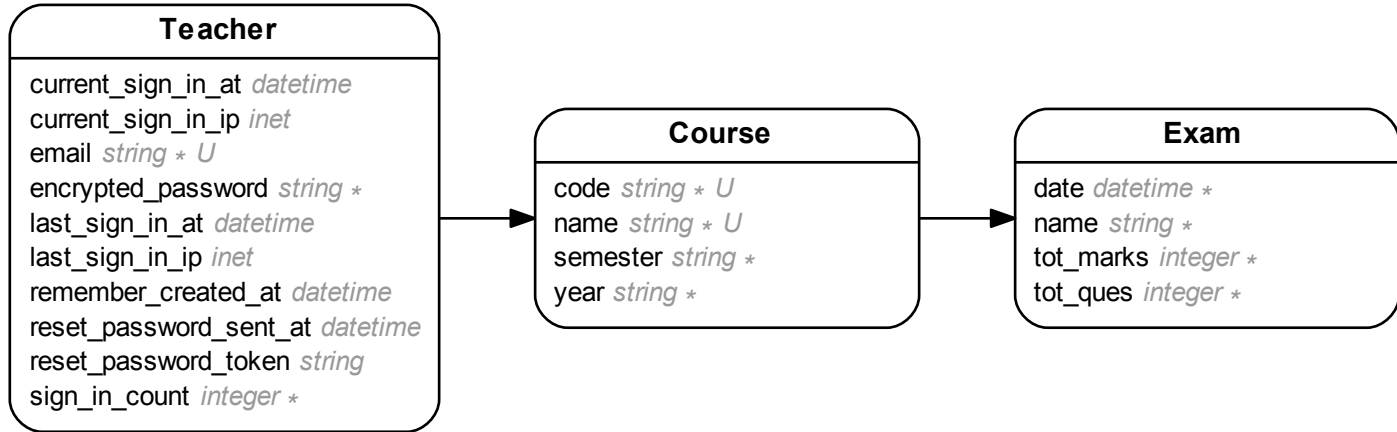 Teacher
current_sign_in_at datetime
current_sign_in_ip inet
email string * U
encrypted_password string *
last_sign_in_at datetime
last_sign_in_ip inet
remember_created_at datetime
reset_password_sent_at datetime
reset_password_token string
sign_in_count integer *
Course
code string * U
name string * U
semester string *
year string *
Exam
date datetime *
name string *
tot_marks integer *
tot_ques integer *